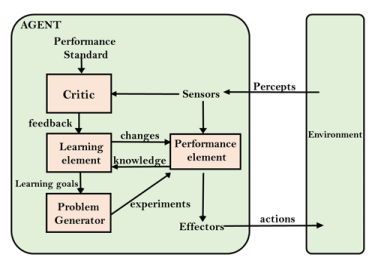 AGENT
Performance
Standard
Critic
Sensors
Percepts
feedback
changes
Learning
element
Performance
element
Environment
knowledge
Learning goals
Problem
Generator
experiments
Effectors
actions